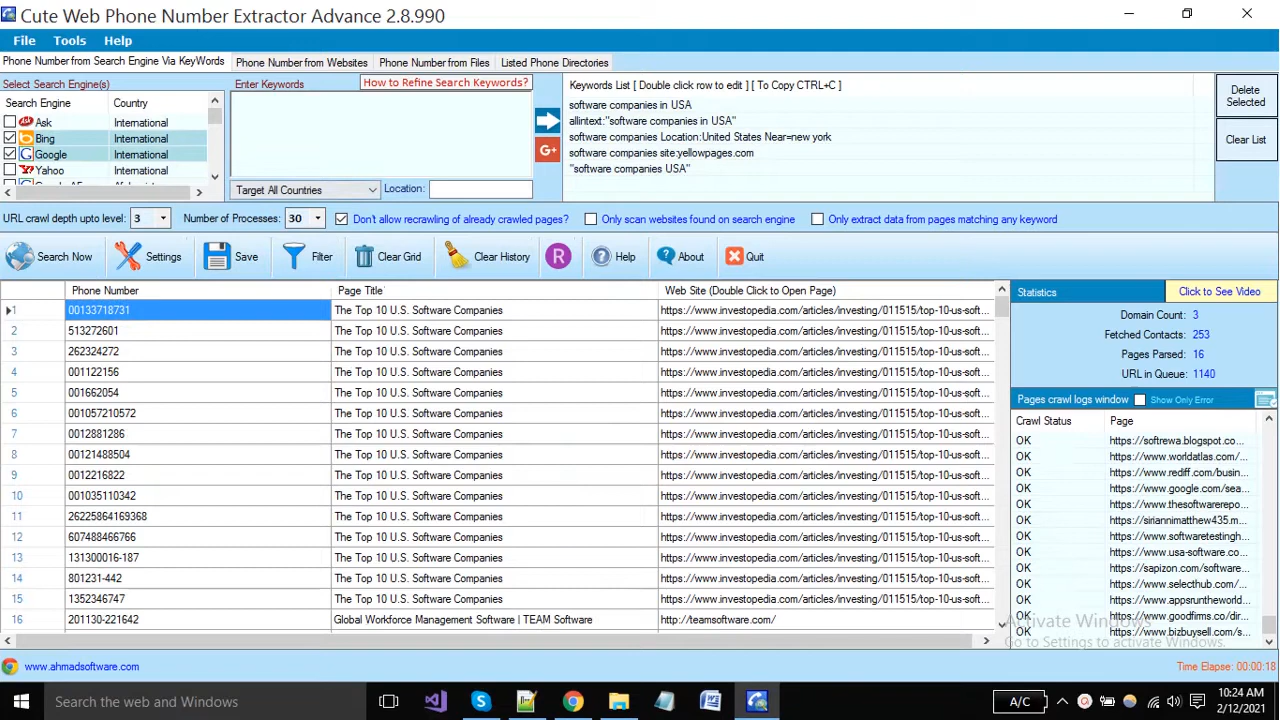 Cute Web Phone Number Extractor Advance 2.8.990
File Tools Help
Phone Number from Search Engine Via KeyWords Phone Number from Websites Phone Number from Files Listed Phone Directories
Select Search Engine(s)
Search Engine Country
Ask International
Bing International
Google International
Yahoo International
Enter Keywords How to Refine Search Keywords?
Target All Countries Location:
G+
Keywords List [ Double click row to edit ] [ To Copy CTRL+C ]
software companies in USA
allintext:"software companies in USA"
software companies Location:United States Near=new york
software companies site:yellowpages.com
"software companies USA"
Delete Selected
Clear List
URL crawl depth upto level: 3 Number of Processes: 30 Don't allow recrawling of already crawled pages? Only scan websites found on search engine Only extract data from pages matching any keyword
Search Now Settings Save Filter Clear Grid Clear History R Help About Quit
Phone Number Page Title Web Site (Double Click to Open Page)
1 00133718731 The Top 10 U.S. Software Companies https://www.investopedia.com/articles/investing/011515/top-10-us-soft...
2 513272601 The Top 10 U.S. Software Companies https://www.investopedia.com/articles/investing/011515/top-10-us-soft...
3 262324272 The Top 10 U.S. Software Companies https://www.investopedia.com/articles/investing/011515/top-10-us-soft...
4 001122156 The Top 10 U.S. Software Companies https://www.investopedia.com/articles/investing/011515/top-10-us-soft...
5 001662054 The Top 10 U.S. Software Companies https://www.investopedia.com/articles/investing/011515/top-10-us-soft...
6 001057210572 The Top 10 U.S. Software Companies https://www.investopedia.com/articles/investing/011515/top-10-us-soft...
7 0012881286 The Top 10 U.S. Software Companies https://www.investopedia.com/articles/investing/011515/top-10-us-soft...
8 00121488504 The Top 10 U.S. Software Companies https://www.investopedia.com/articles/investing/011515/top-10-us-soft...
9 0012216822 The Top 10 U.S. Software Companies https://www.investopedia.com/articles/investing/011515/top-10-us-soft...
10 001035110342 The Top 10 U.S. Software Companies https://www.investopedia.com/articles/investing/011515/top-10-us-soft...
11 26225864169368 The Top 10 U.S. Software Companies https://www.investopedia.com/articles/investing/011515/top-10-us-soft...
12 607488466766 The Top 10 U.S. Software Companies https://www.investopedia.com/articles/investing/011515/top-10-us-soft...
13 131300016-187 The Top 10 U.S. Software Companies https://www.investopedia.com/articles/investing/011515/top-10-us-soft...
14 801231-442 The Top 10 U.S. Software Companies https://www.investopedia.com/articles/investing/011515/top-10-us-soft...
15 1352346747 The Top 10 U.S. Software Companies https://www.investopedia.com/articles/investing/011515/top-10-us-soft...
16 201130-221642 Global Workforce Management Software | TEAM Software http://teamsoftware.com/
Statistics Click to See Video
Domain Count: 3
Fetched Contacts: 253
Pages Parsed: 16
URL in Queue: 1140
Pages crawl logs window Show Only Error
Crawl Status Page
OK https://softrewa.blogspot.co...
OK https://www.worldatlas.com/...
OK https://www.rediff.com/busin...
OK https://www.google.com/sea...
OK https://www.thesoftwarerepo...
OK https://siriannimatthew435.m...
OK https://www.softwaretestingh...
OK https://www.usa-software.co...
OK https://sapizon.com/software...
OK https://www.selecthub.com/...
OK https://www.appsruntheworld...
OK https://www.goodfirms.co/dir...
OK https://www.bizbuysell.com/s...
Activate Windows
Go to Settings to activate Windows.
www.ahmadsoftware.com Time Elapse: 00:00:18
Search the web and Windows A/C 10:24 AM
2/12/2021